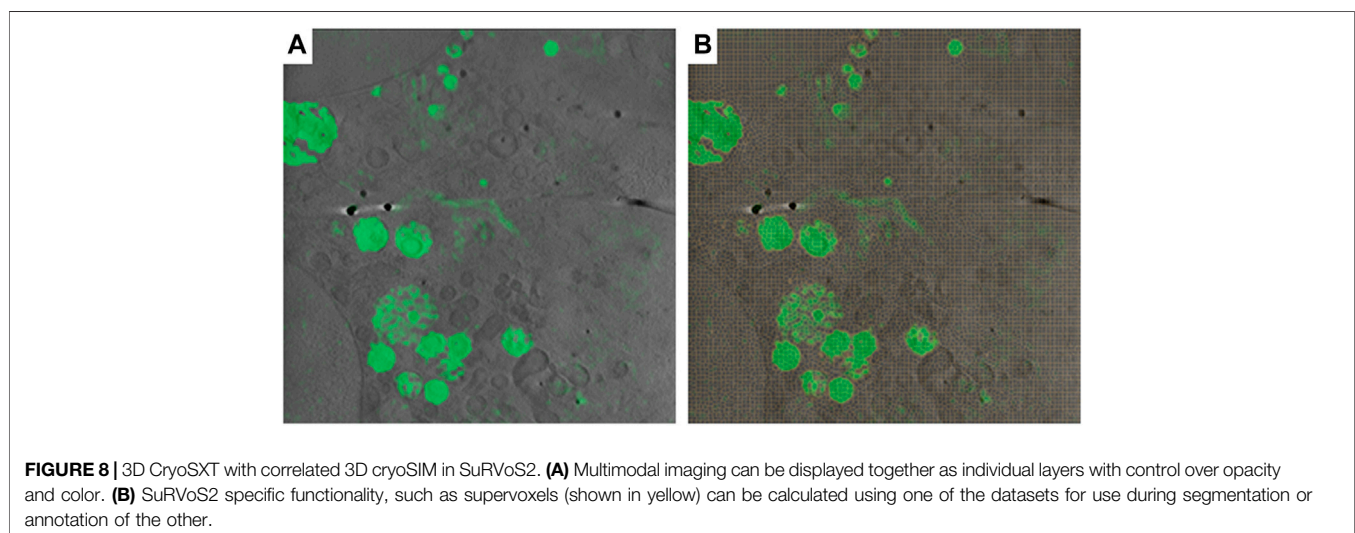 A
B
FIGURE 8 | 3D CryoSXT with correlated 3D cryoSIM in SuRVoS2. (A) Multimodal imaging can be displayed together as individual layers with control over opacity
and color. (B) SuRVoS2 specific functionality, such as supervoxels (shown in yellow) can be calculated using one of the datasets for use during segmentation or
annotation of the other.